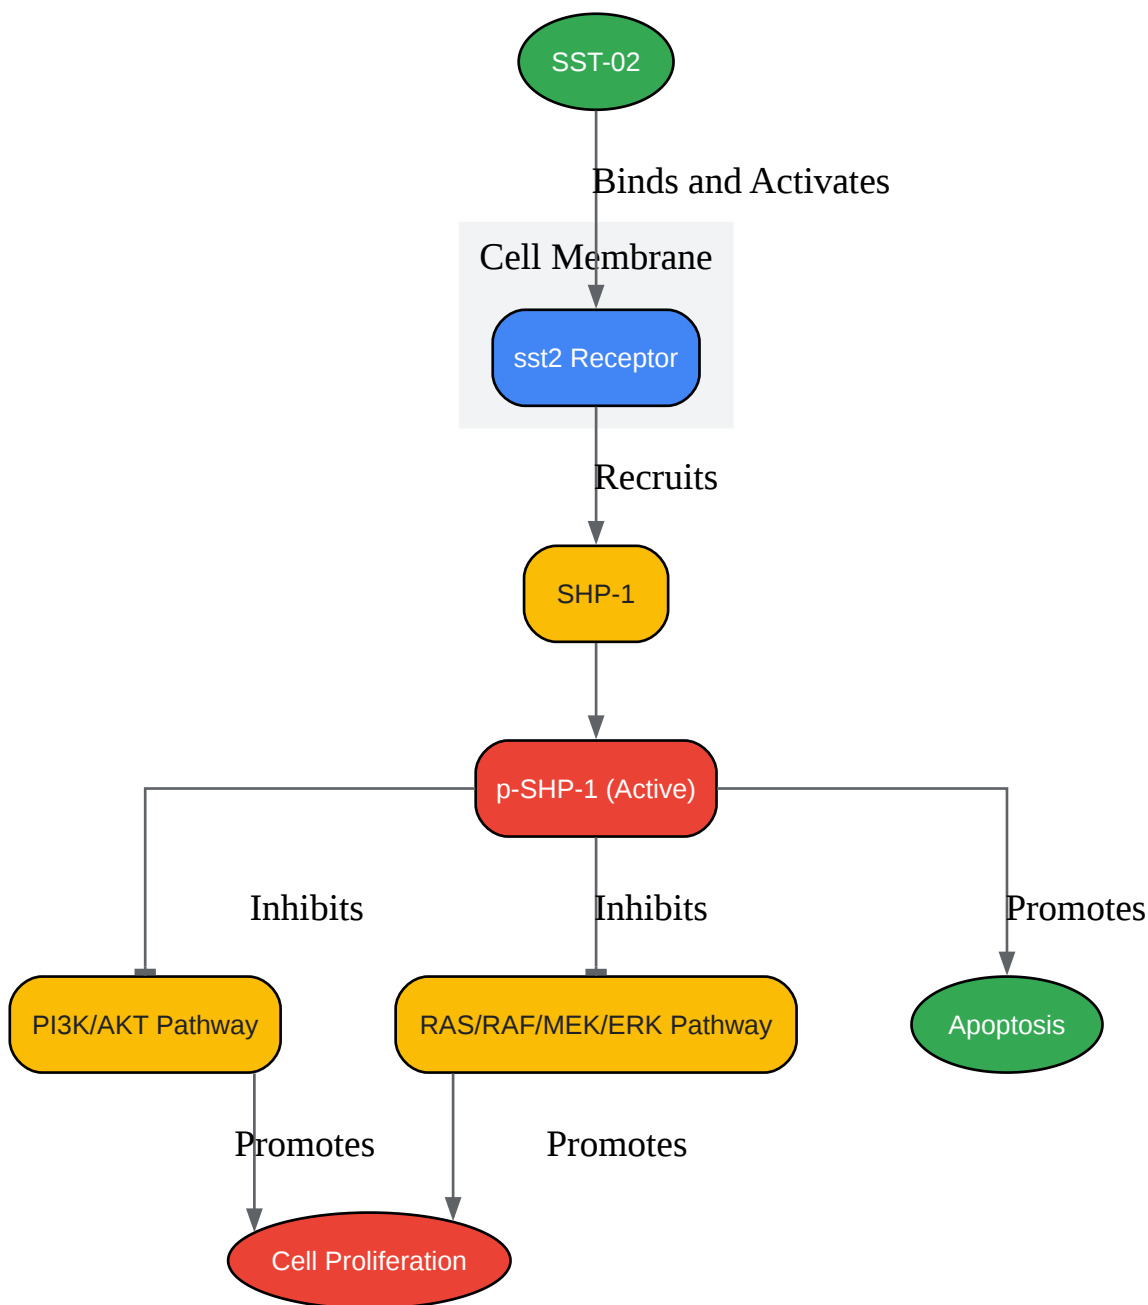 SST-02
Binds and Activates
Cell Membrane
sst2 Receptor
Recruits
SHP-1
p-SHP-1 (Active)
Inhibits
Inhibits
Promotes
PI3K/AKT Pathway
RAS/RAF/MEK/ERK Pathway
Apoptosis
Promotes
Promotes
Cell Proliferation